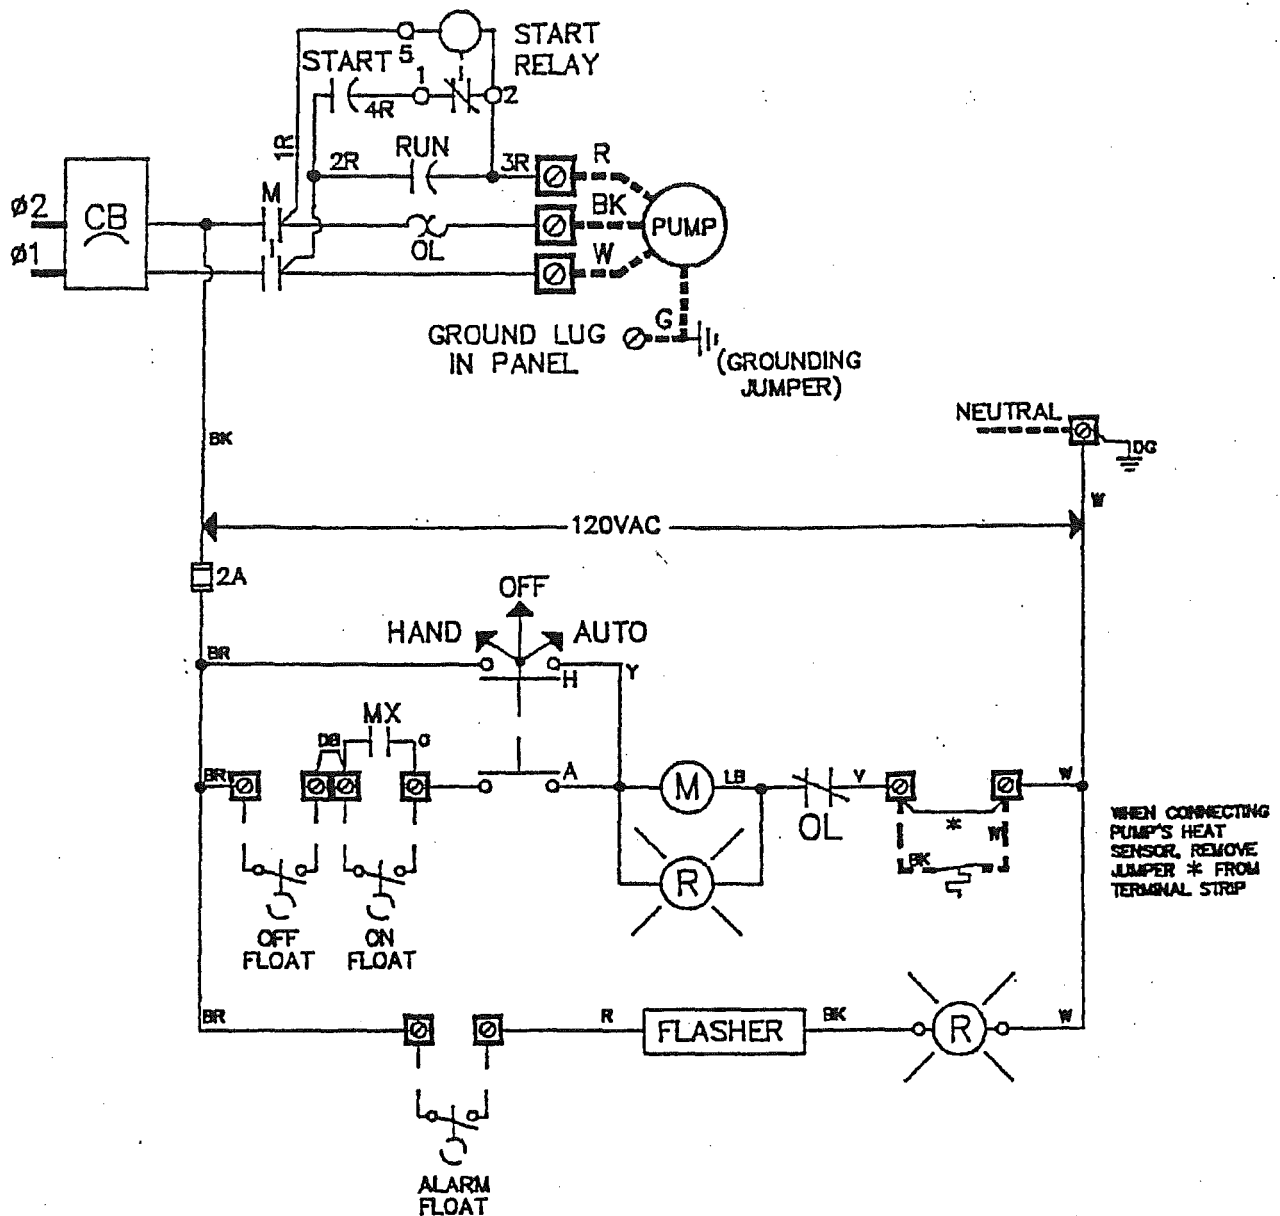 START
RELAY
5
START
1
4R
2
1R
2R
RUN
3R
R
M
BK
ø2
CB
PUMP
ø1
OL
W
G
GROUND LUG
IN PANEL
(GROUNDING
JUMPER)
NEUTRAL
DG
BK
W
120VAC
2A
OFF
HAND
AUTO
BR
H
Y
MX
DB
BR
A
M
LB
V
W
OL
*
W
BK
WHEN CONNECTING
PUMP'S HEAT
SENSOR, REMOVE
JUMPER * FROM
TERMINAL STRIP
R
OFF
FLOAT
ON
FLOAT
BR
R
FLASHER
BK
R
W
ALARM
FLOAT